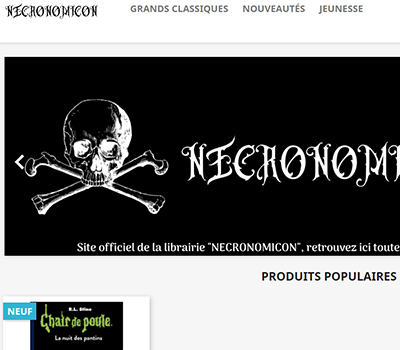 NECRONOMICON
GRANDS CLASSIQUES NOUVEAUTÉS JEUNESSE
NECRONOMI
Site officiel de la librairie "NECRONOMICON", retrouvez ici toute
PRODUITS POPULAIRES
NEUF
R.L. Stine
Chair de poule.
La nuit des pantins